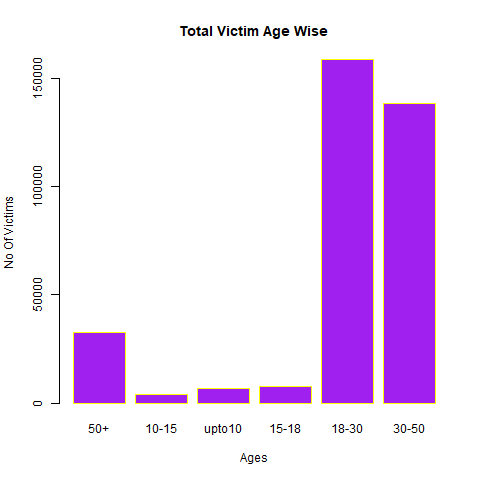 Total Victim Age Wise
No Of Victims
150000
100000
50000
0
50+ 10-15 upto10 15-18 18-30 30-50
Ages